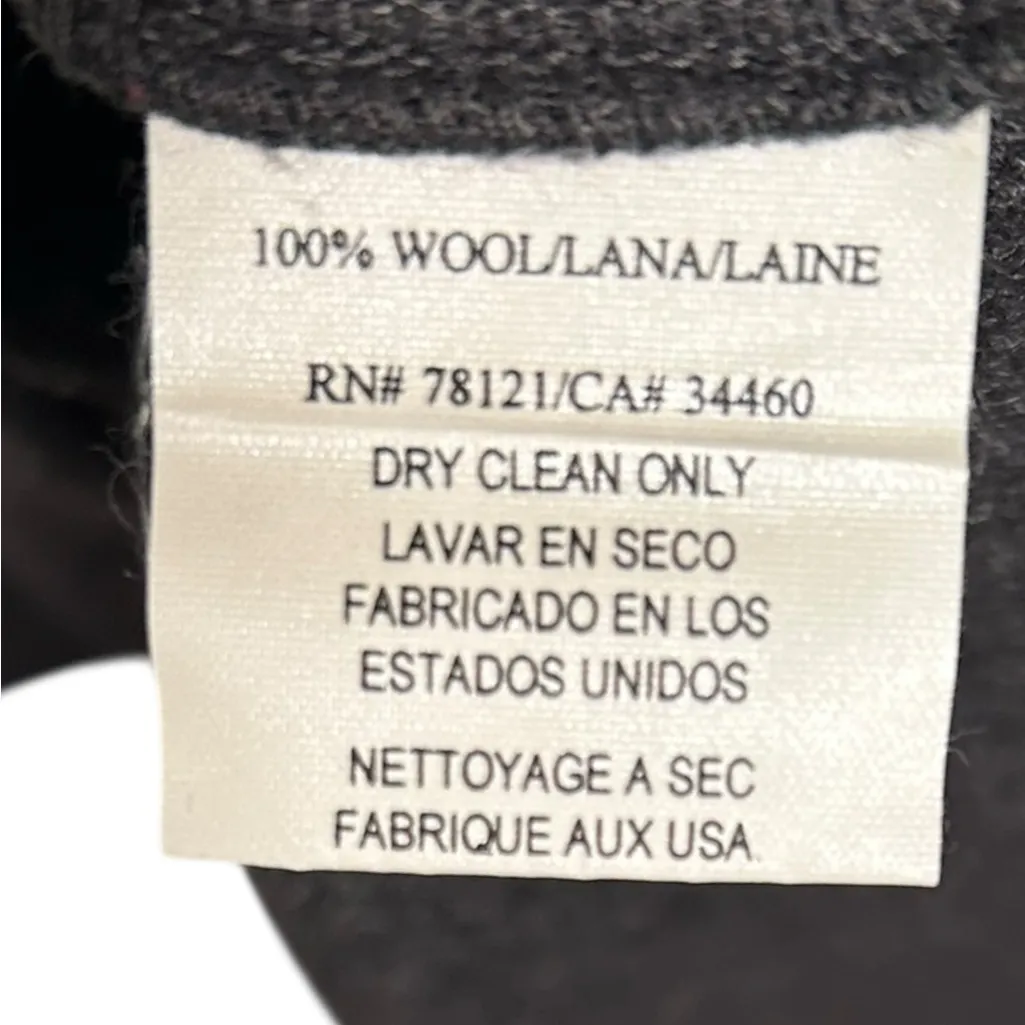 100% WOOL/LANA/LAINE
RN# 78121/CA# 34460
DRY CLEAN ONLY
LAVAR EN SECO
FABRICADO EN LOS
ESTADOS UNIDOS
NETTOYAGE A SEC
FABRIQUE AUX USA.